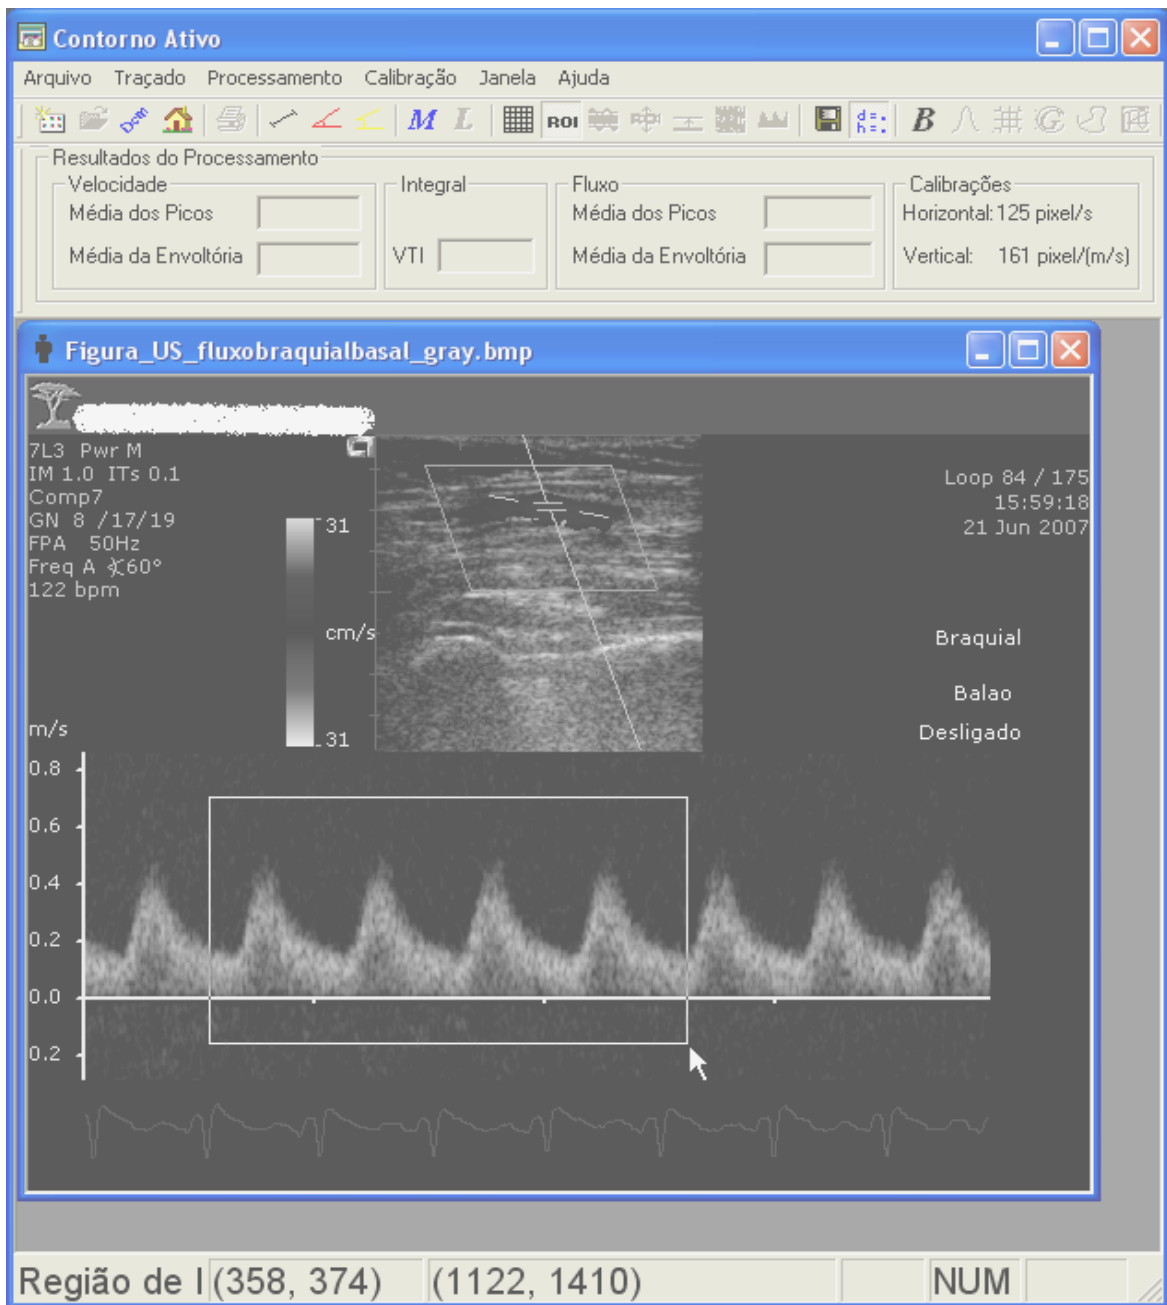 Contorno Ativo
Arquivo Traçado Processamento Calibração Janela Ajuda
M L ROI d=: h=: B G
Resultados do Processamento
Velocidade Integral Fluxo Calibrações
Média dos Picos Média dos Picos Horizontal: 125 pixel/s
Média da Envoltória VTI Média da Envoltória Vertical: 161 pixel/(m/s)
Figura_US_fluxobraquialbasal_gray.bmp
7L3 Pwr M
IM 1.0 ITs 0.1
Comp7
GN 8 /17/19
FPA 50Hz
Freq A ∢60°
122 bpm
31
cm/s
31
Loop 84 / 175
15:59:18
21 Jun 2007
Braquial
Balao
Desligado
m/s
0.8
0.6
0.4
0.2
0.0
0.2
Região de I (358, 374) (1122, 1410) NUM